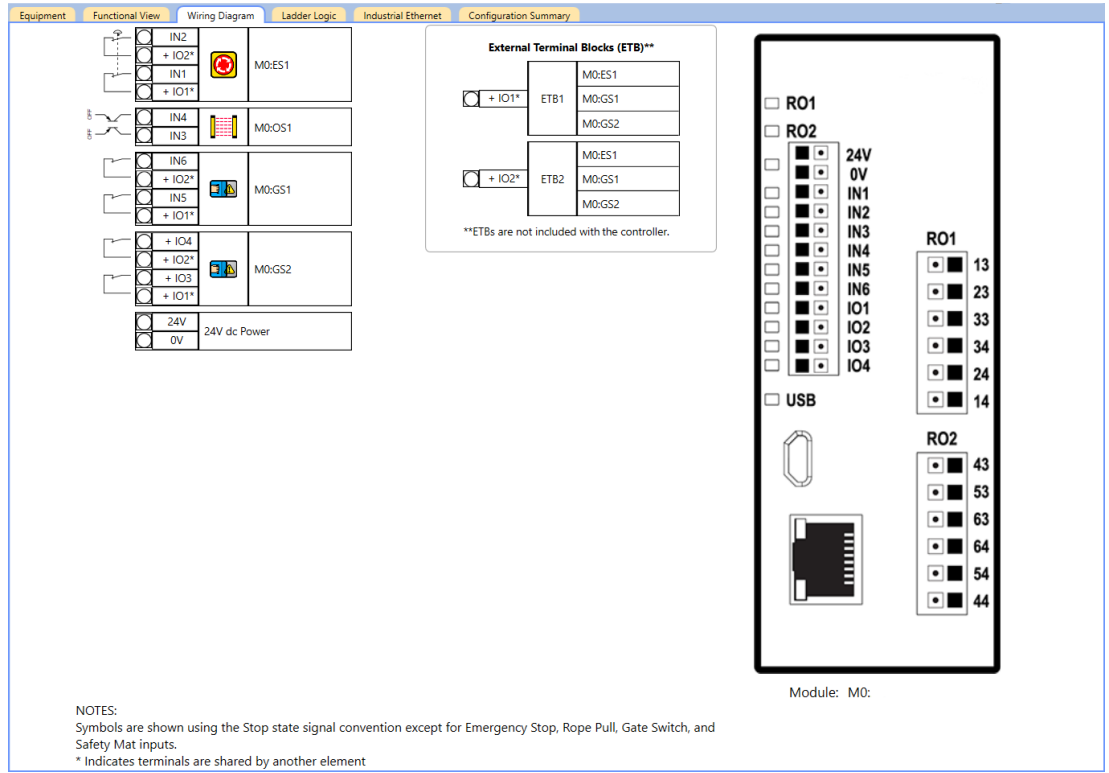 Equipment
Functional View
Wiring Diagram
Ladder Logic
Industrial Ethernet
Configuration Summary
IN2
+ IO2*
IN1
+ IO1*
M0:ES1
OFF
OFF
IN4
IN3
M0:OS1
IN6
+ IO2*
IN5
+ IO1*
M0:GS1
+ IO4
+ IO2*
+ IO3
+ IO1*
M0:GS2
24V
0V
24V dc Power
External Terminal Blocks (ETB)**
+ IO1*
ETB1
M0:ES1
M0:GS1
M0:GS2
+ IO2*
ETB2
M0:ES1
M0:GS1
M0:GS2
**ETBs are not included with the controller.
RO1
RO2
24V
0V
IN1
IN2
IN3
IN4
IN5
IN6
IO1
IO2
IO3
IO4
USB
RO1
13
23
33
34
24
14
RO2
43
53
63
64
54
44
Module: M0:
NOTES:
Symbols are shown using the Stop state signal convention except for Emergency Stop, Rope Pull, Gate Switch, and
Safety Mat inputs.
* Indicates terminals are shared by another element